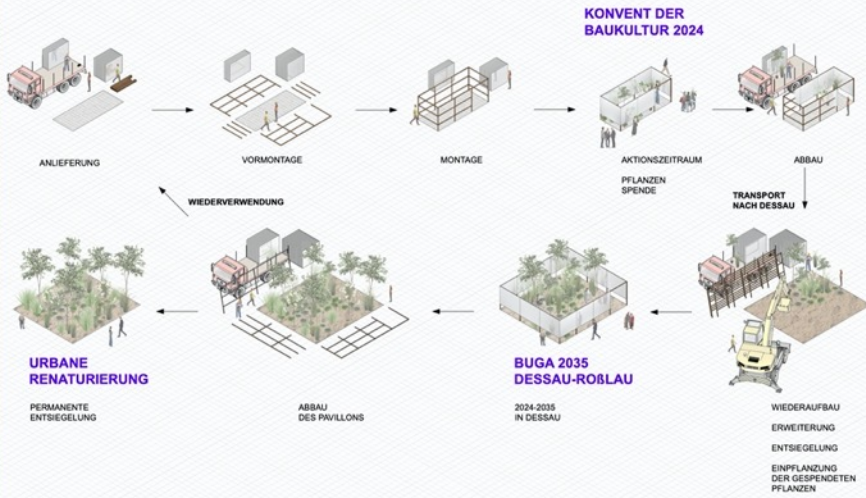 KONVENT DER
BAUKULTUR 2024
ANLIEFERUNG
VORMONTAGE
MONTAGE
AKTIONSZEITRAUM
PFLANZEN
SPENDE
ABBAU
TRANSPORT
NACH DESSAU
WIEDERVERWENDUNG
URBANE
RENATURIERUNG
PERMANENTE
ENTSIEGELUNG
ABBAU
DES PAVILLONS
BUGA 2035
DESSAU-ROßLAU
2024-2035
IN DESSAU
WIEDERAUFBAU
ERWEITERUNG
ENTSIEGELUNG
EINPFLANZUNG
DER GESPENDETEN
PFLANZEN